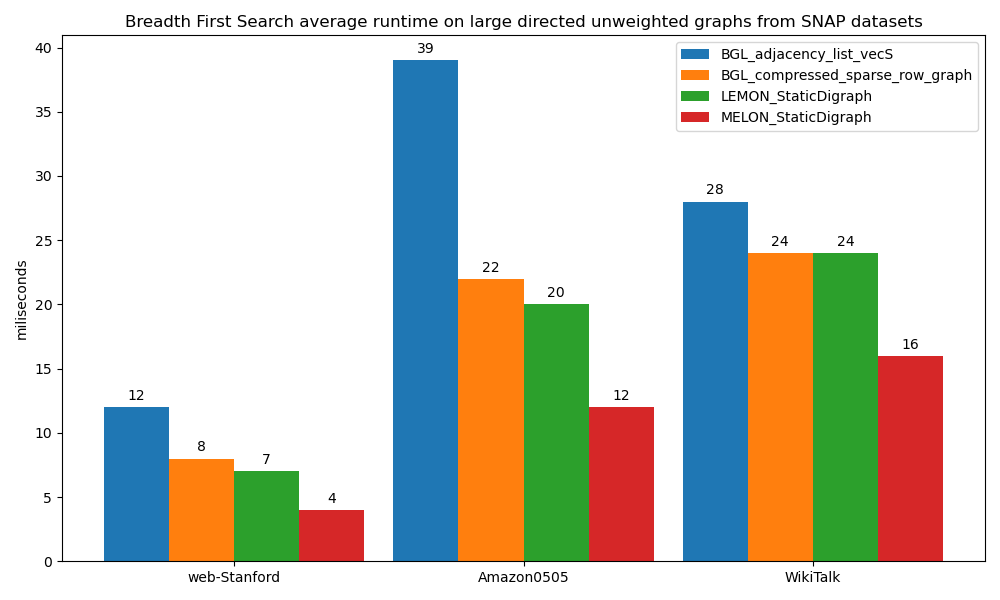 Breadth First Search average runtime on large directed unweighted graphs from SNAP datasets
BGL_adjacency_list_vecS
BGL_compressed_sparse_row_graph
LEMON_StaticDigraph
MELON_StaticDigraph
miliseconds
40
35
30
25
20
15
10
5
0
12
8
7
4
39
22
20
12
28
24
24
16
web-Stanford
Amazon0505
WikiTalk